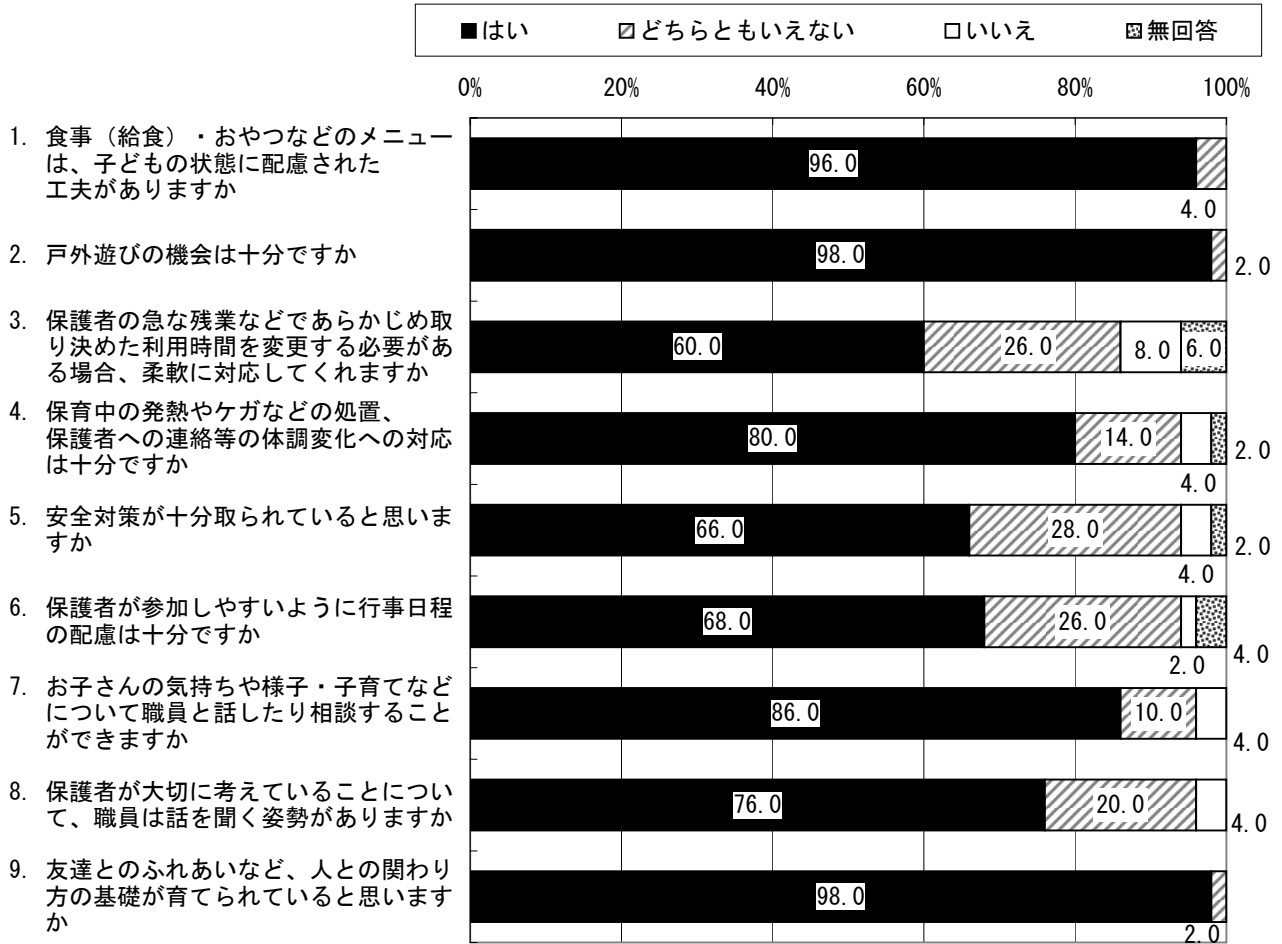 ■はい ▨どちらともいえない □いいえ ▩無回答
0% 20% 40% 60% 80% 100%
1. 食事（給食）・おやつなどのメニュー
は、子どもの状態に配慮された
工夫がありますか
96.0
4.0
2. 戸外遊びの機会は十分ですか
98.0
2.0
3. 保護者の急な残業などであらかじめ取
り決めた利用時間を変更する必要があ
る場合、柔軟に対応してくれますか
60.0 26.0 8.0 6.0
4. 保育中の発熱やケガなどの処置、
保護者への連絡等の体調変化への対応
は十分ですか
80.0 14.0 2.0
4.0
5. 安全対策が十分取られていると思いま
すか
66.0 28.0 2.0
4.0
6. 保護者が参加しやすいように行事日程
の配慮は十分ですか
68.0 26.0 4.0
2.0
7. お子さんの気持ちや様子・子育てなど
について職員と話したり相談すること
ができますか
86.0 10.0 4.0
8. 保護者が大切に考えていることについ
て、職員は話を聞く姿勢がありますか
76.0 20.0 4.0
9. 友達とのふれあいなど、人との関わり
方の基礎が育てられていると思います
か
98.0
2.0